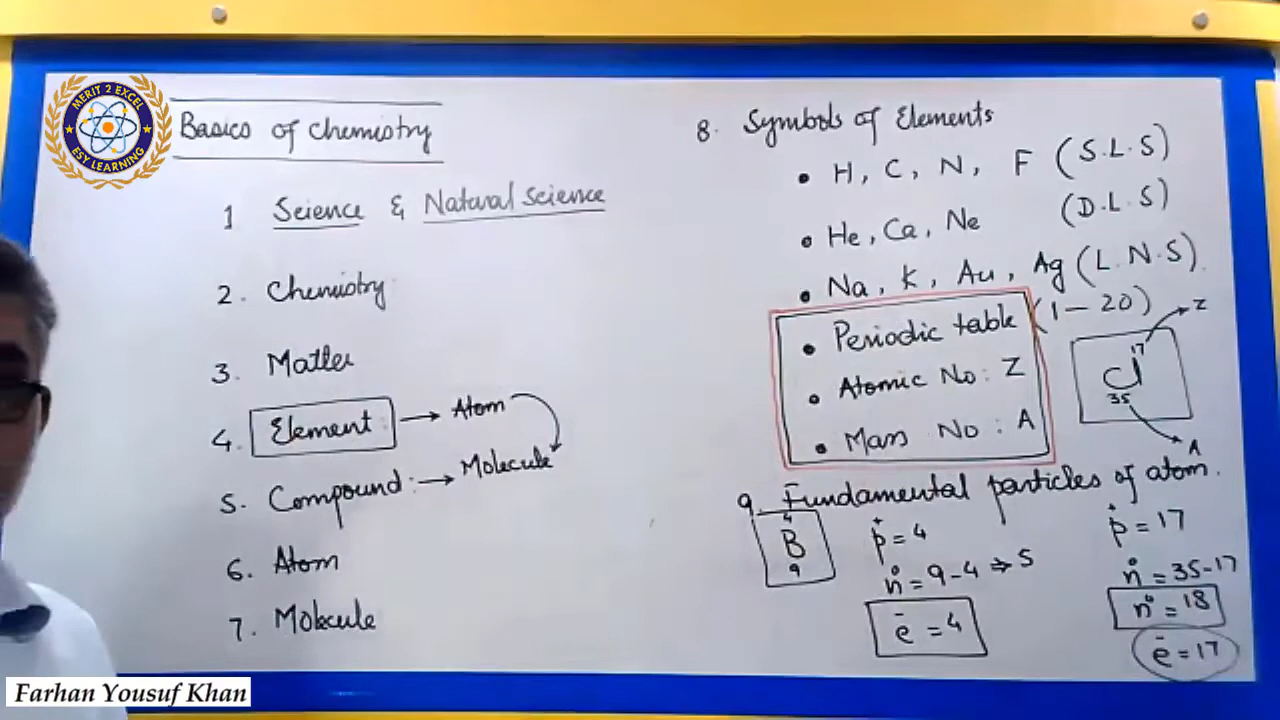 MERIT 2 EXCEL
ESY LEARNING
Basics of Chemistry
1 Science & Natural Science
2. Chemistry
3. Matter
4. Element → Atom
5. Compound: → Molecule
6. Atom
7. Molecule
8. Symbols of Elements
• H, C, N, F (S.L.S)
• He, Ca, Ne (D.L.S)
• Na, K, Au, Ag (L.N.S)
• Periodic table (1 – 20)
• Atomic No: Z
• Mass No: A
17 → Z
Cl
35 → A
9. Fundamental particles of atom.
4
B
9
p+ = 4
n° = 9 - 4 ⇒ 5
e- = 4
p+ = 17
n° = 35-17
n° = 18
e- = 17
Farhan Yousuf Khan